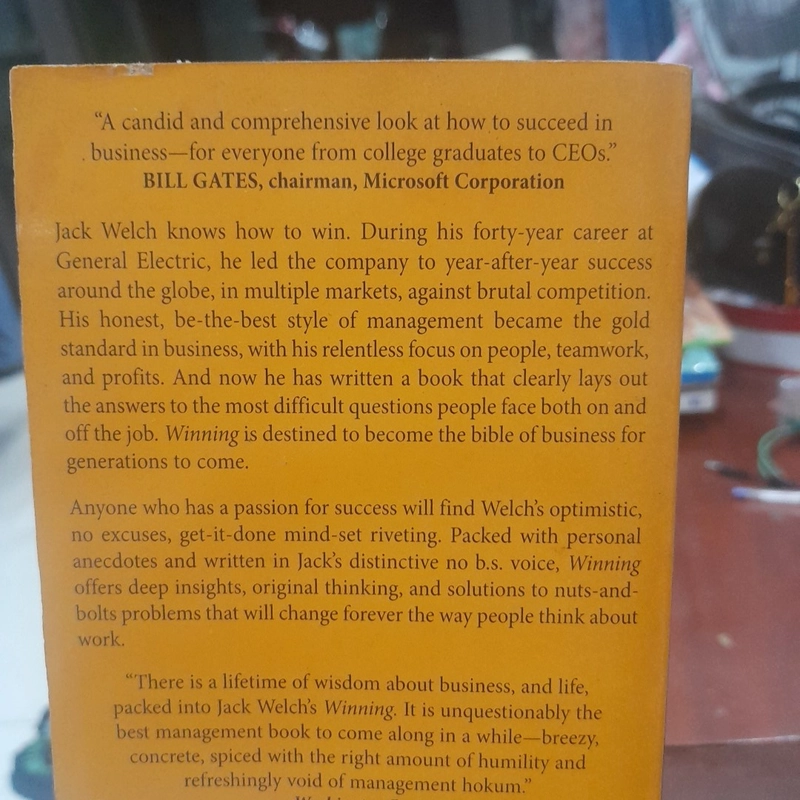 “A candid and comprehensive look at how to succeed in
business—for everyone from college graduates to CEOs.”
BILL GATES, chairman, Microsoft Corporation
Jack Welch knows how to win. During his forty-year career at
General Electric, he led the company to year-after-year success
around the globe, in multiple markets, against brutal competition.
His honest, be-the-best style of management became the gold
standard in business, with his relentless focus on people, teamwork,
and profits. And now he has written a book that clearly lays out
the answers to the most difficult questions people face both on and
off the job. Winning is destined to become the bible of business for
generations to come.
Anyone who has a passion for success will find Welch’s optimistic,
no excuses, get-it-done mind-set riveting. Packed with personal
anecdotes and written in Jack’s distinctive no b.s. voice, Winning
offers deep insights, original thinking, and solutions to nuts-and-
bolts problems that will change forever the way people think about
work.
“There is a lifetime of wisdom about business, and life,
packed into Jack Welch’s Winning. It is unquestionably the
best management book to come along in a while—breezy,
concrete, spiced with the right amount of humility and
refreshingly void of management hokum.”